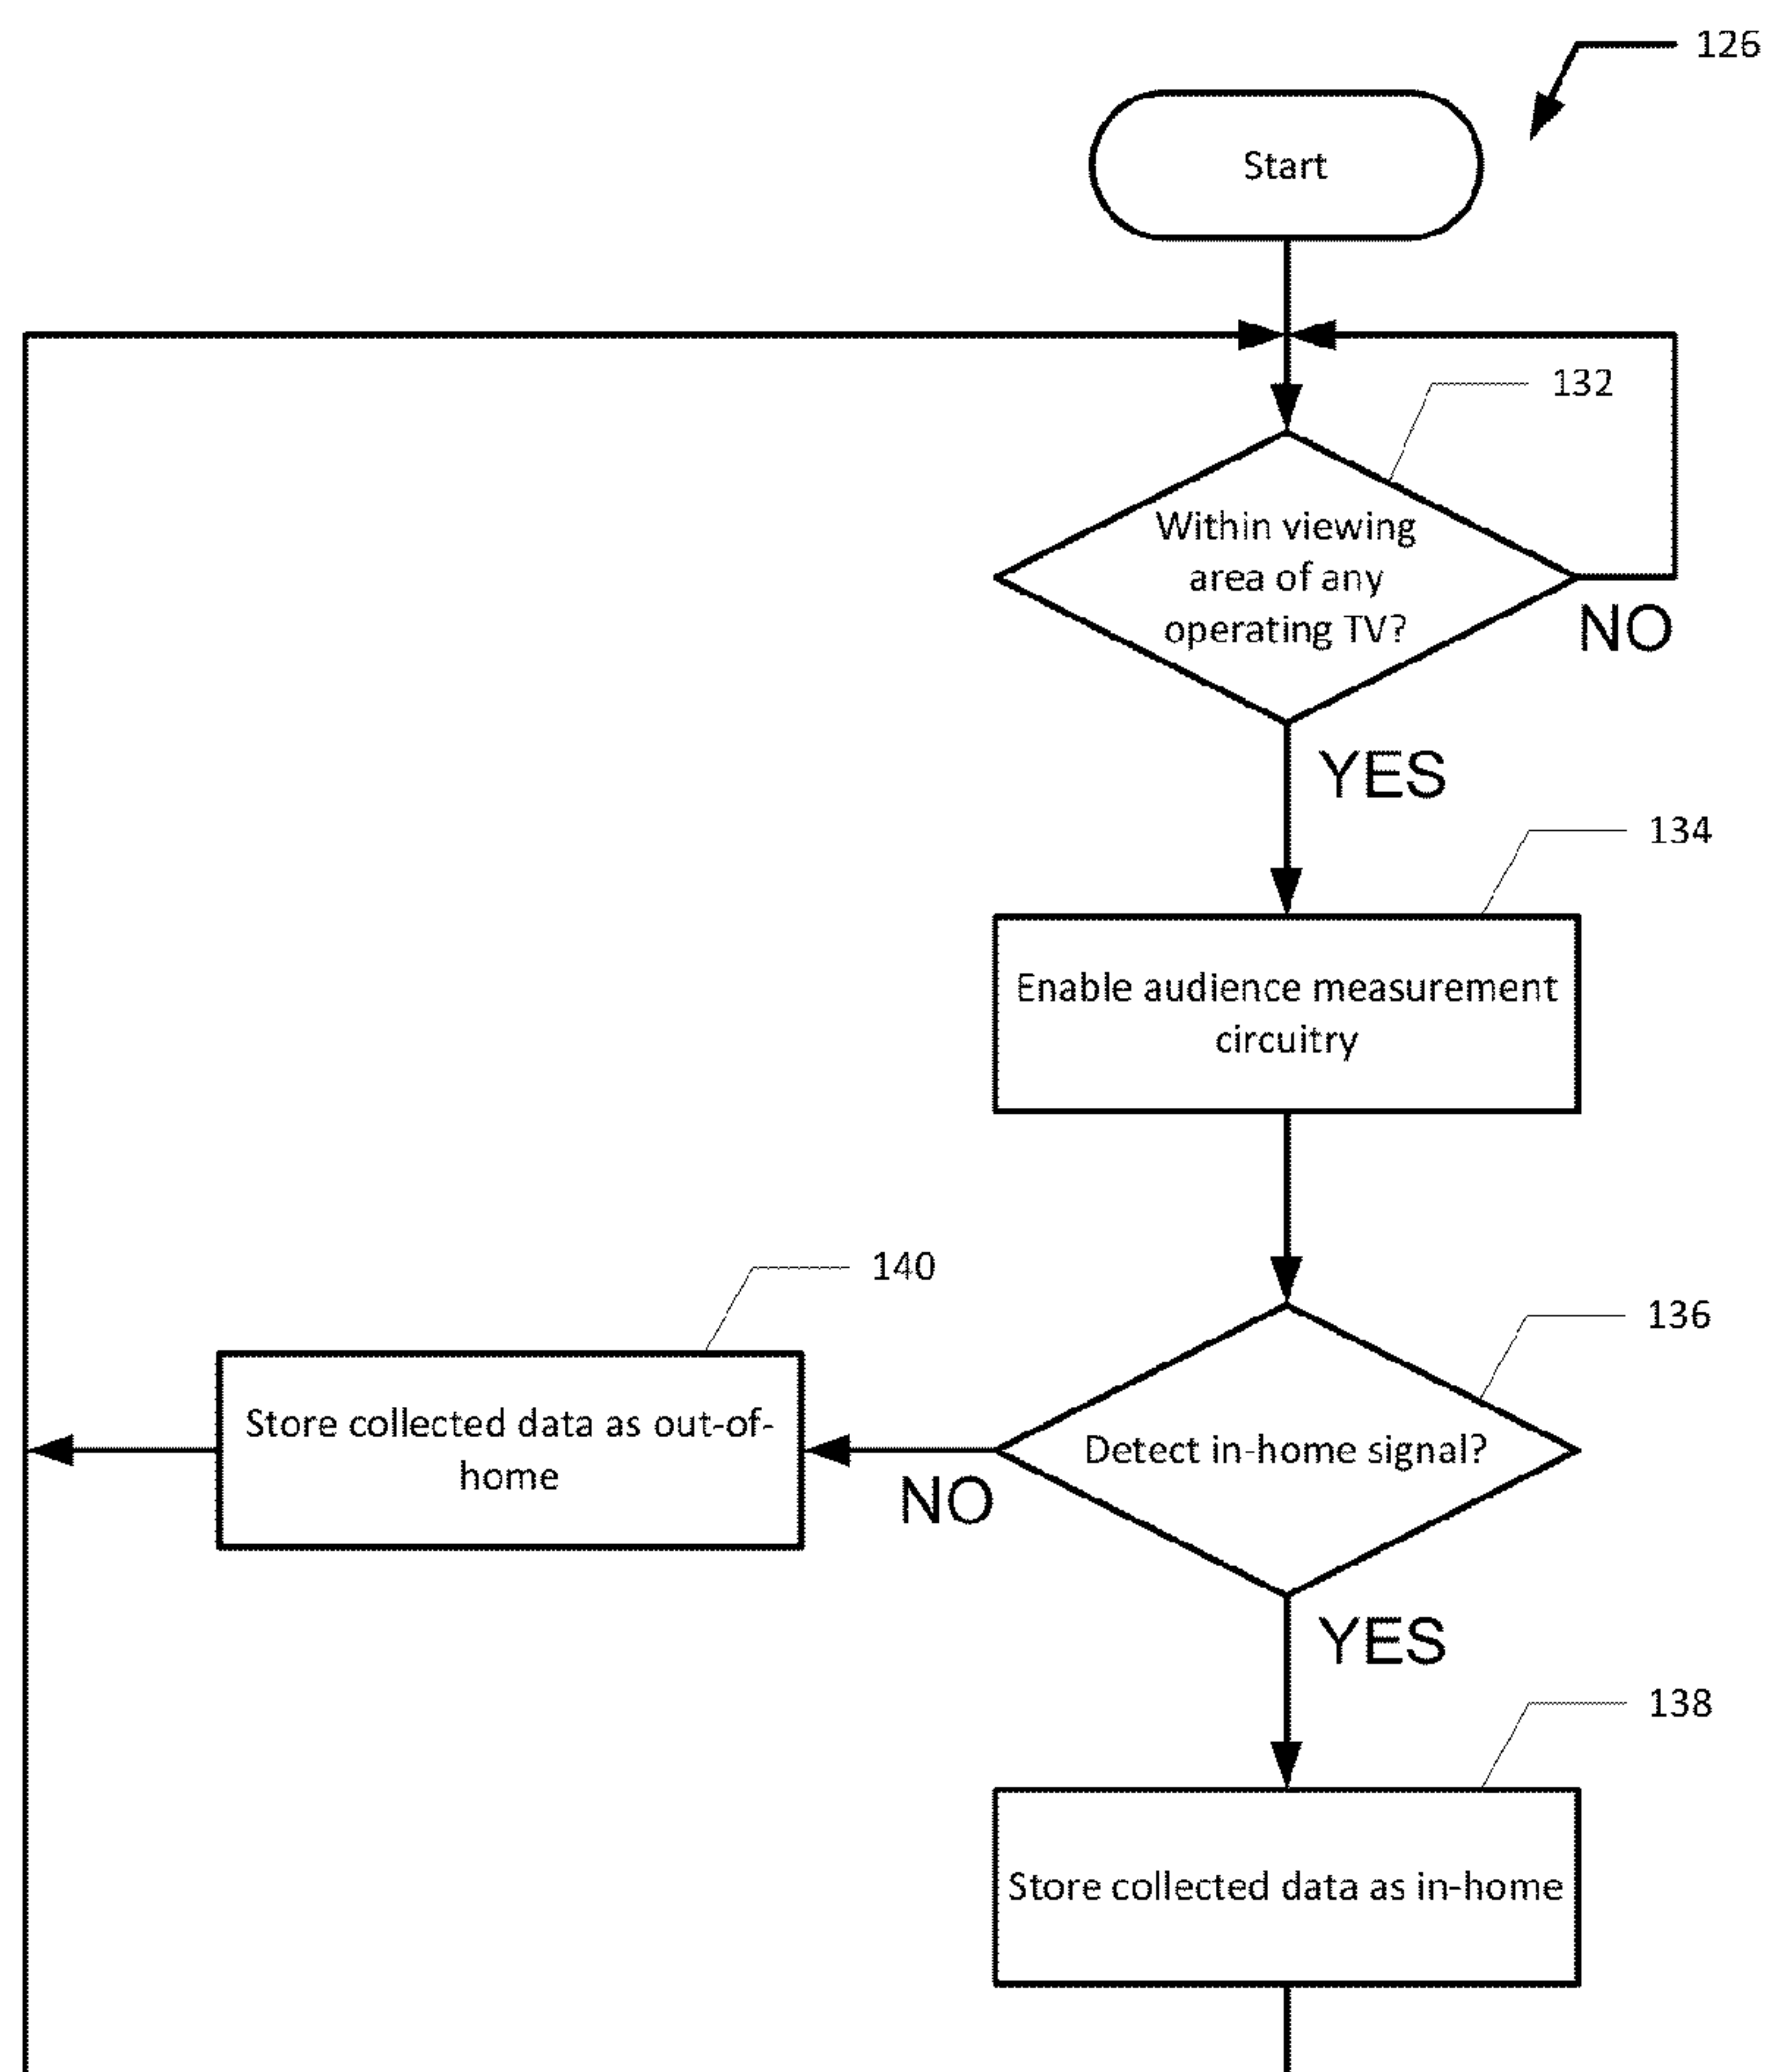 126
Start
132
Within viewing
area of any
operating TV?
NO
YES
134
Enable audience measurement
circuitry
140
136
Store collected data as out-of-
home
Detect in-home signal?
NO
YES
138
Store collected data as in-home